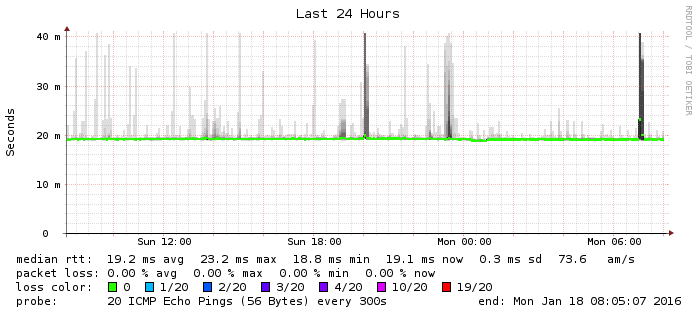 Last 24 Hours
RRDTOOL / TOBI OETIKER
Seconds
40 m
30 m
20 m
10 m
0
Sun 12:00 Sun 18:00 Mon 00:00 Mon 06:00
median rtt: 19.2 ms avg 23.2 ms max 18.8 ms min 19.1 ms now 0.3 ms sd 73.6 am/s
packet loss: 0.00 % avg 0.00 % max 0.00 % min 0.00 % now
loss color: 0 1/20 2/20 3/20 4/20 10/20 19/20
probe: 20 ICMP Echo Pings (56 Bytes) every 300s end: Mon Jan 18 08:05:07 2016